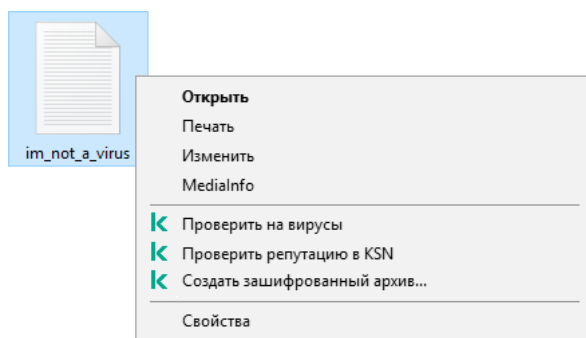 im_not_a_virus
Открыть
Печать
Изменить
MediaInfo
Проверить на вирусы
Проверить репутацию в KSN
Создать зашифрованный архив...
Свойства